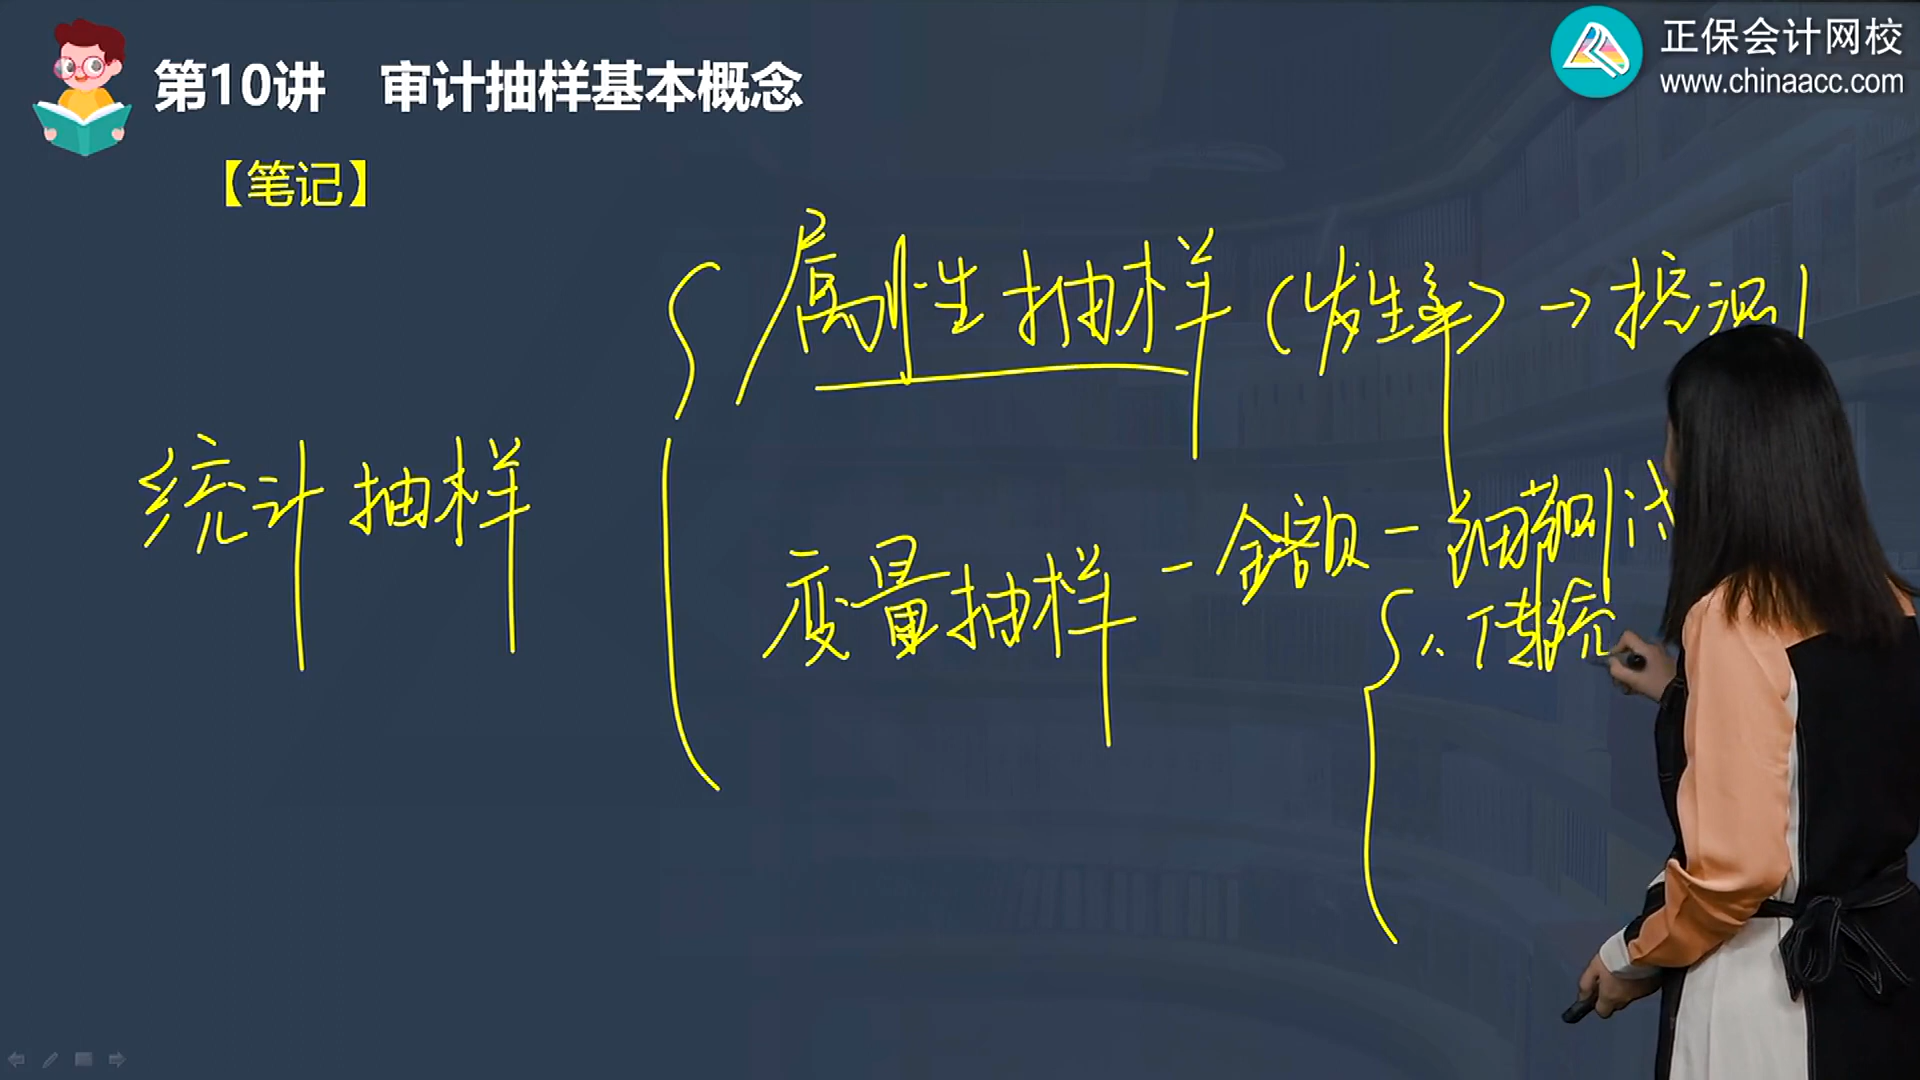 正保会计网校
www.chinaacc.com
第10讲 审计抽样基本概念
【笔记】
属性抽样(发生率)→控测
统计抽样
变量抽样-金额-细节测试
传统